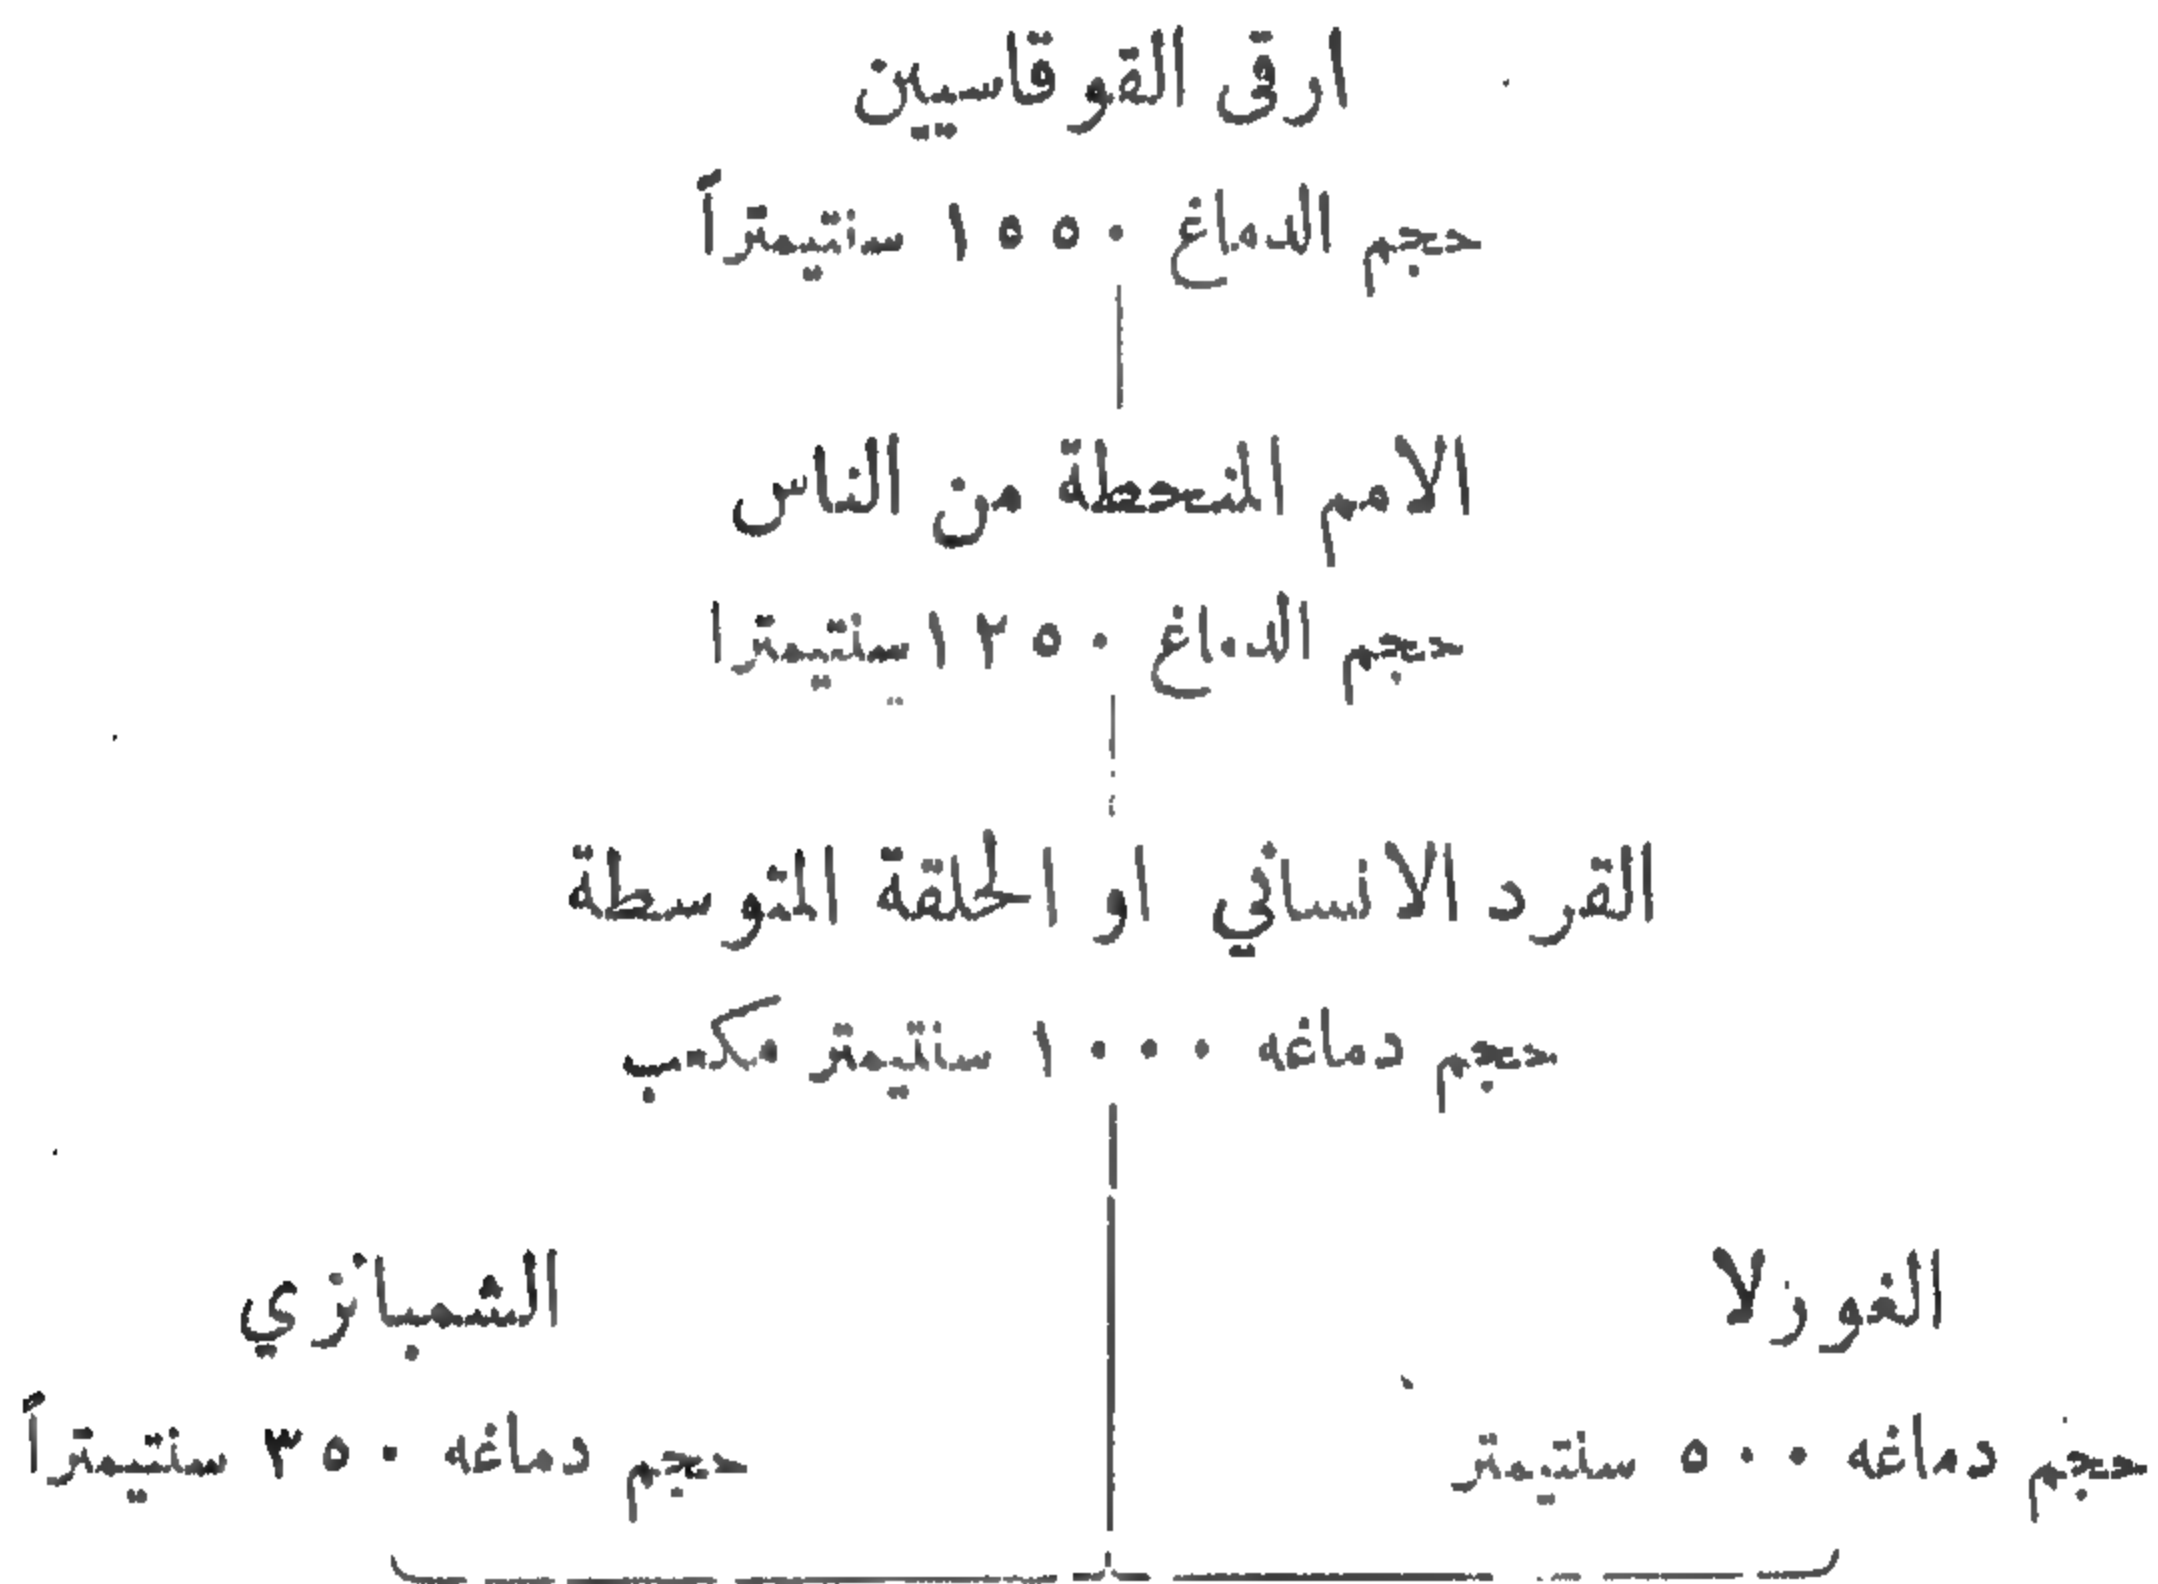 ارقى القوقاسيين
حجم الدماغ ١٥٥٠ سنتيمتراً
الامم المنحطة من الناس
حجم الدماغ ١٢٥٠ سنتيمترا
القرد الانساني او الحلقة المتوسطة
حجم دماغه ١٠٠٠ سنتيمتر مكعب
الغوزلا
حجم دماغه ٥٠٠ سنتيمتر
الشمبانزي
حجم دماغه ٣٥٠ سنتيمتراً